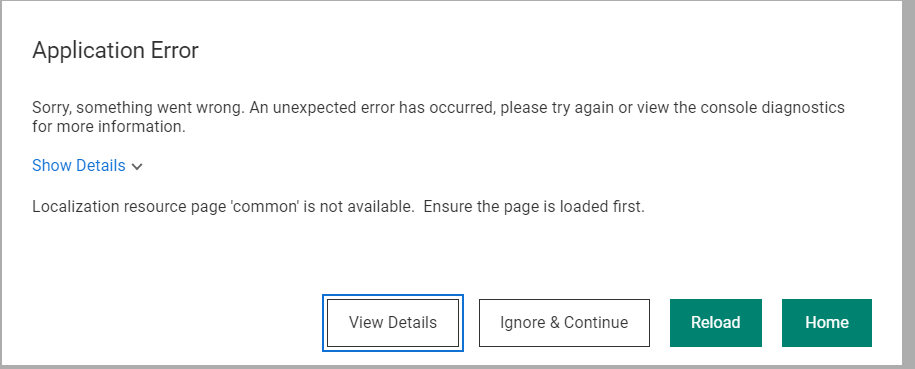 Application Error
Sorry, something went wrong. An unexpected error has occurred, please try again or view the console diagnostics
for more information.
Show Details
Localization resource page 'common' is not available.  Ensure the page is loaded first.
View Details
Ignore & Continue
Reload
Home